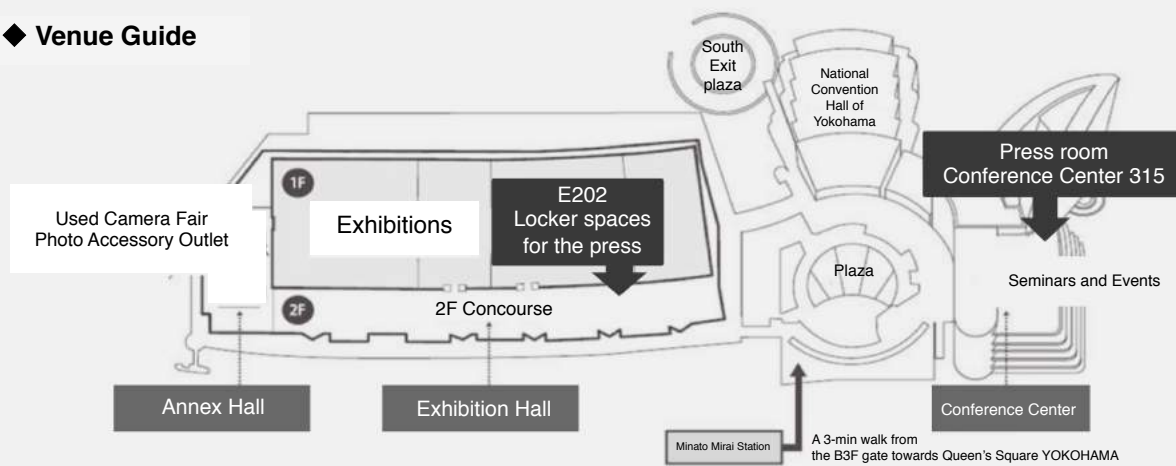 ◆ Venue Guide
South
Exit
plaza
National
Convention
Hall of
Yokohama
Press room
Conference Center 315
1F
E202
Locker spaces
for the press
Used Camera Fair
Photo Accessory Outlet
Exhibitions
Plaza
Seminars and Events
2F
2F Concourse
Annex Hall
Exhibition Hall
Conference Center
Minato Mirai Station
A 3-min walk from
the B3F gate towards Queen's Square YOKOHAMA